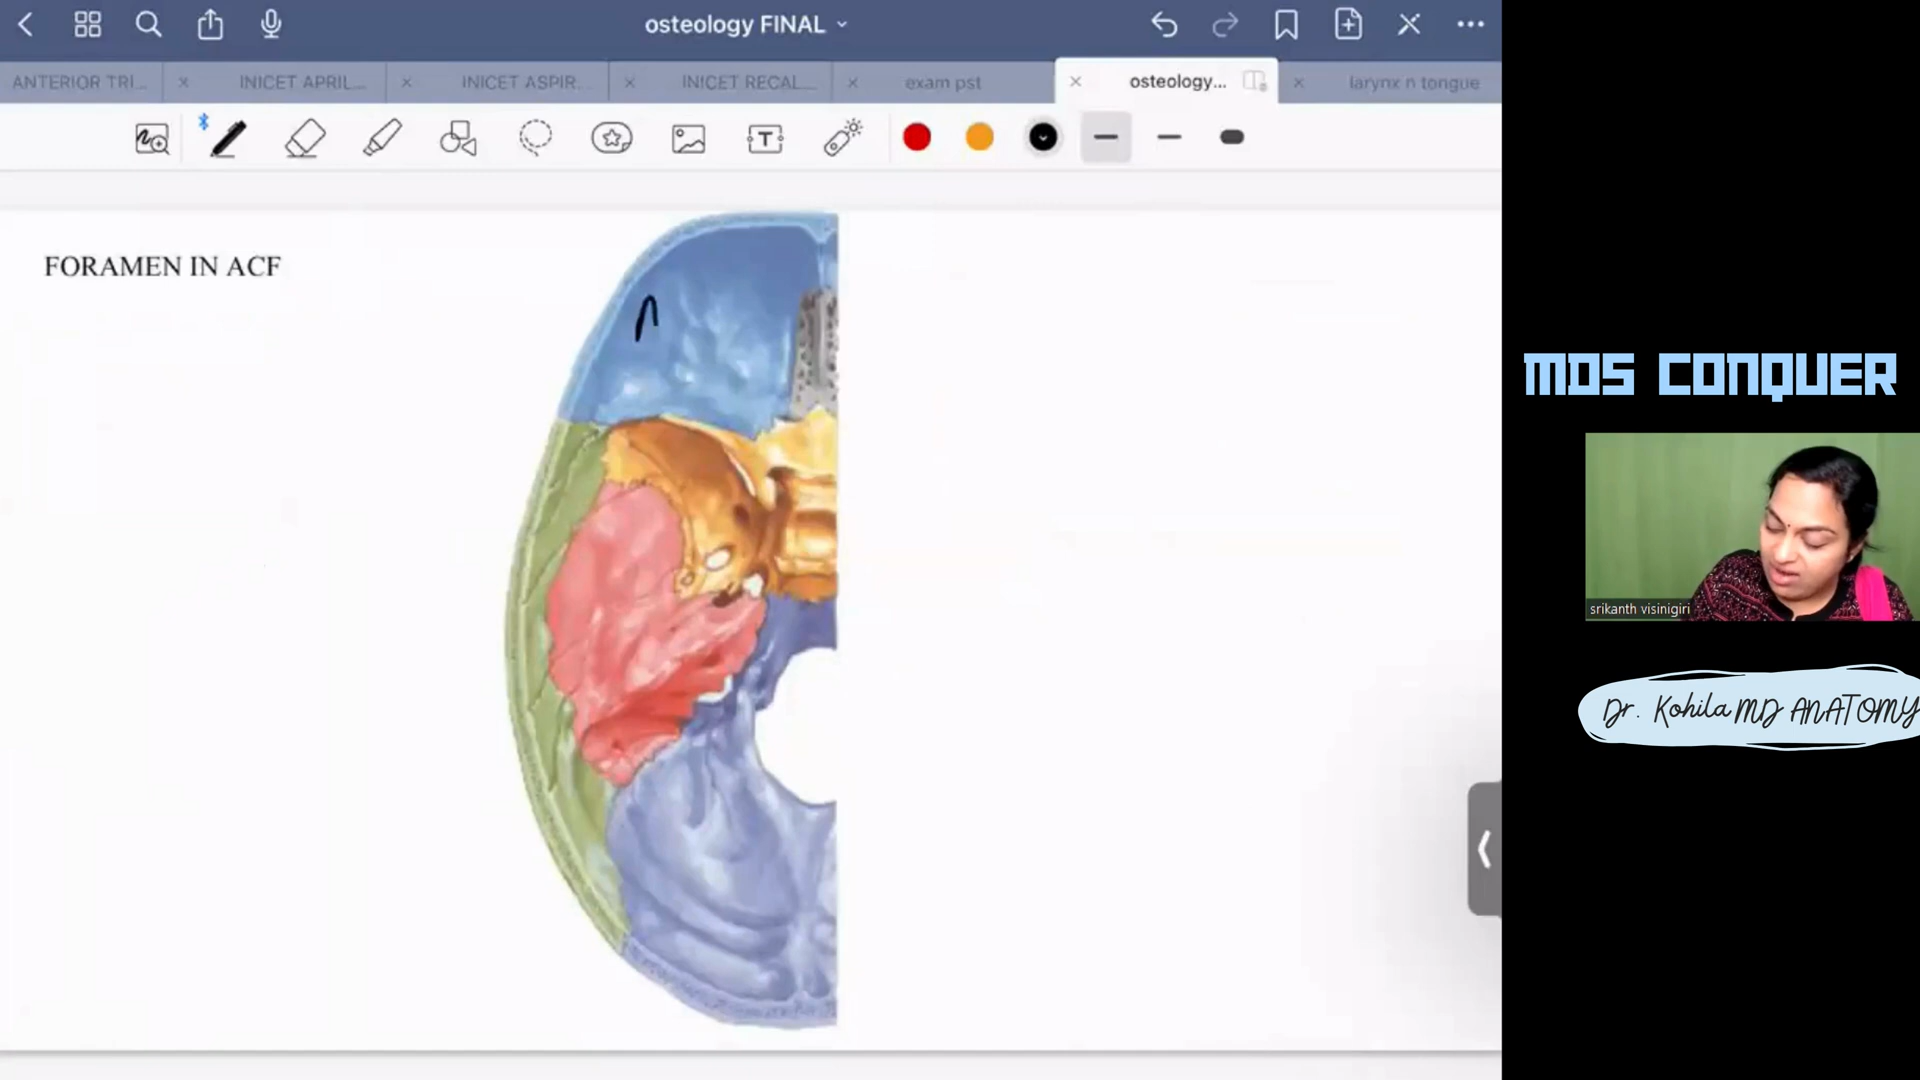 osteology FINAL
ANTERIOR TRI...
INICET APRIL...
INICET ASPIR...
INICET RECAL...
exam pst
osteology...
larynx n tongue
FORAMEN IN ACF
MDS CONQUER
srikanth visinigiri
Dr. Kohila MD ANATOMY